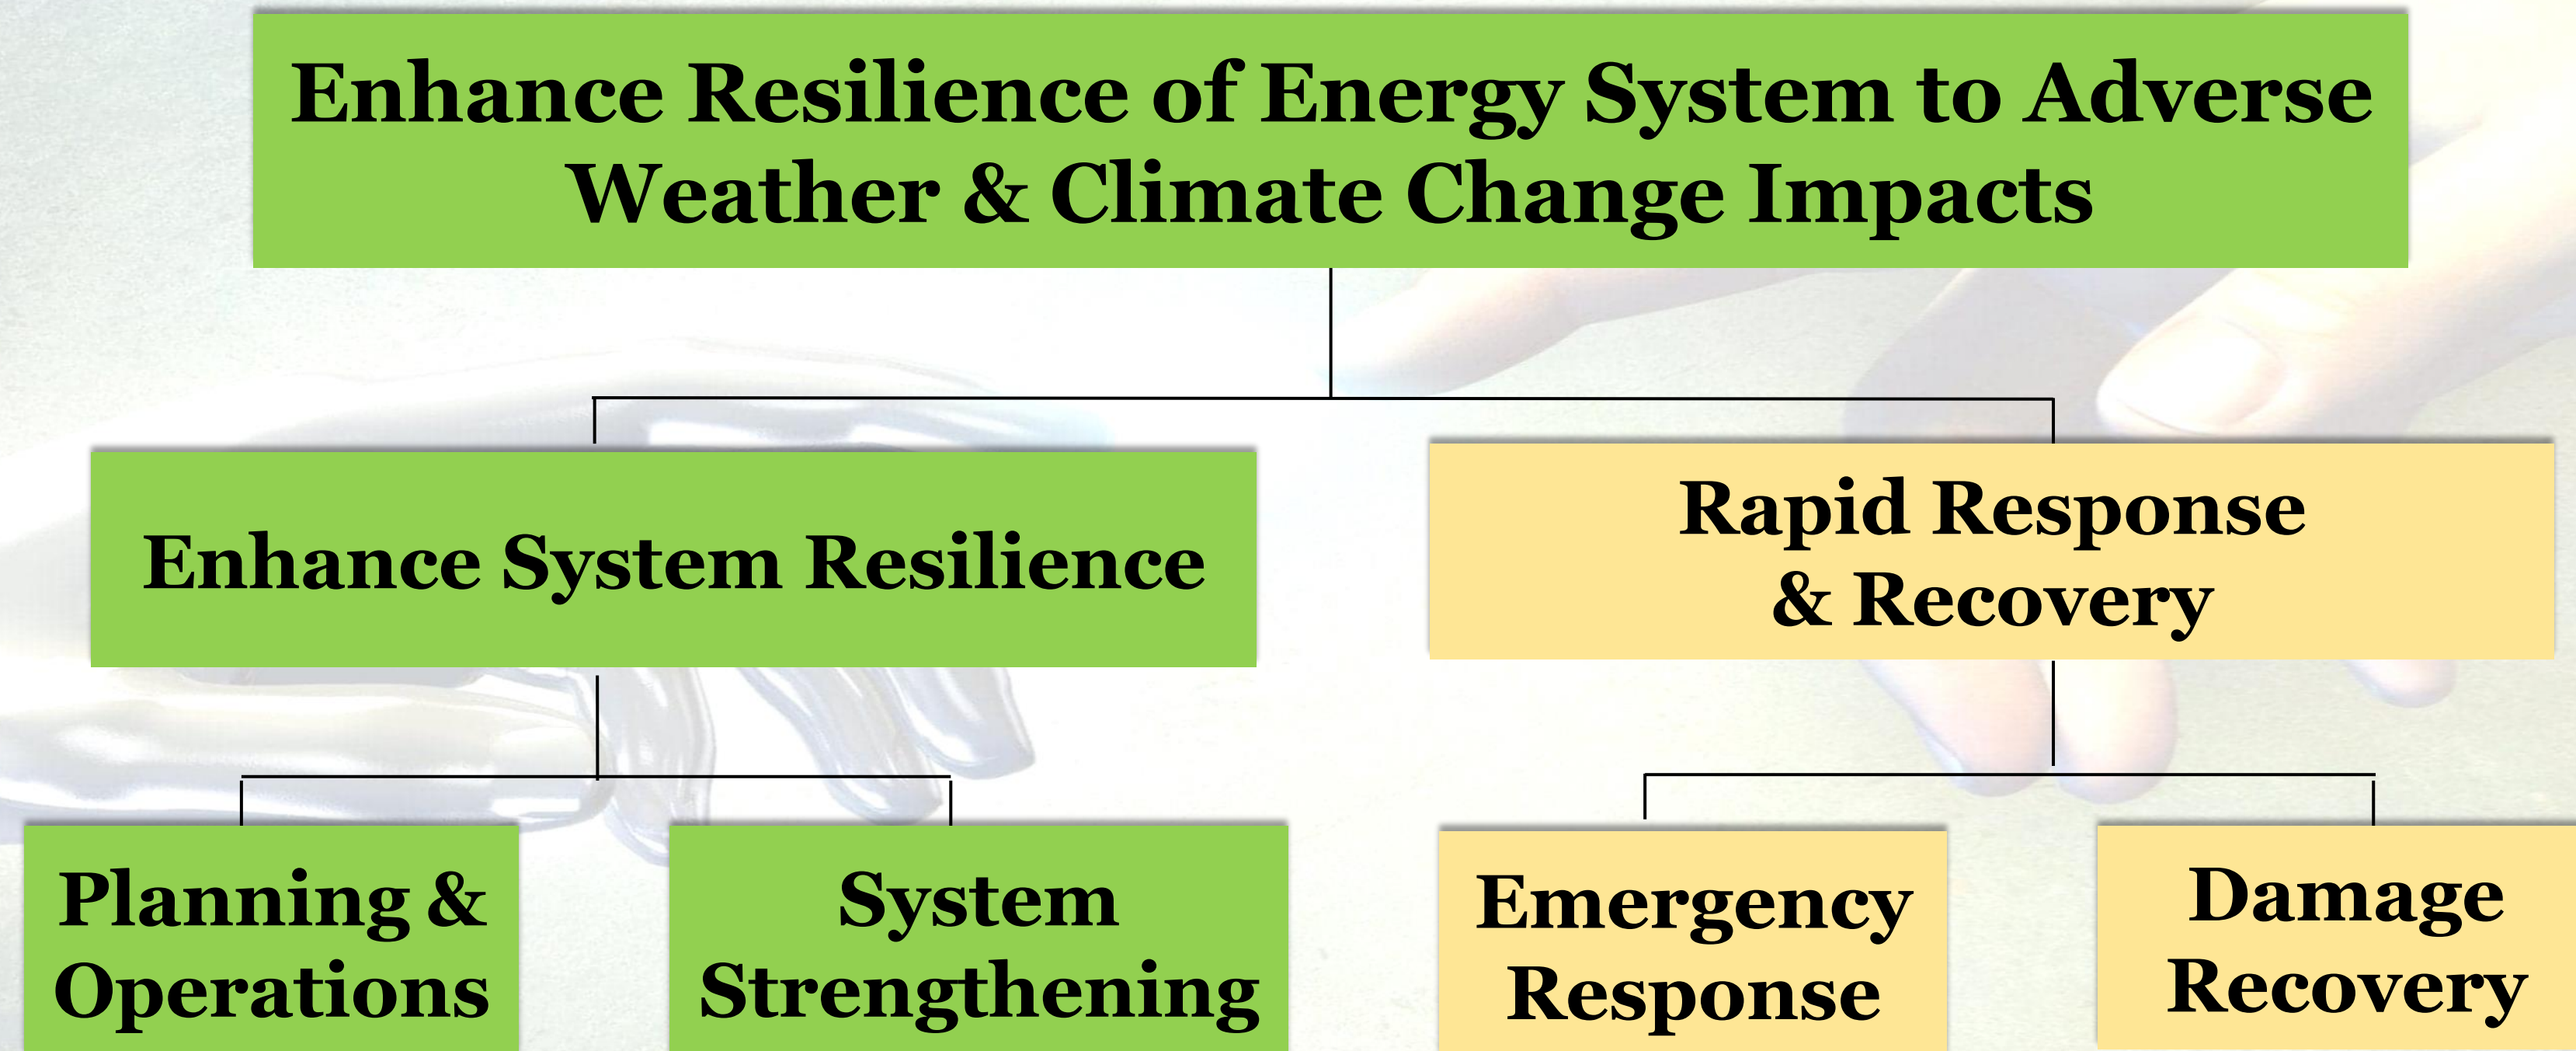 Enhance Resilience of Energy System to Adverse
Weather & Climate Change Impacts
Enhance System Resilience
Rapid Response
& Recovery
Planning &
Operations
System
Strengthening
Emergency
Response
Damage
Recovery